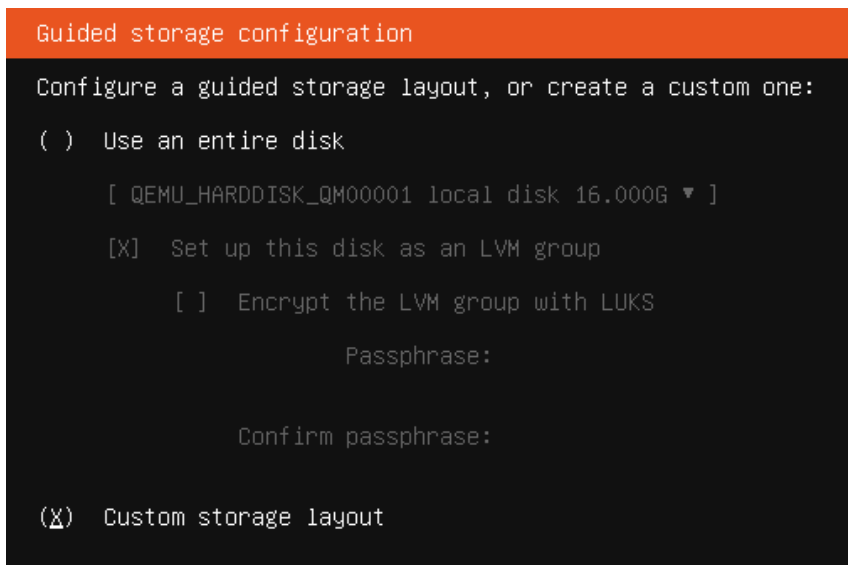 Guided storage configuration
Configure a guided storage layout, or create a custom one:
( ) Use an entire disk
[ QEMU_HARDDISK_QM00001 local disk 16.000G ▾ ]
[X] Set up this disk as an LVM group
[ ] Encrypt the LVM group with LUKS
Passphrase:
Confirm passphrase:
(X) Custom storage layout